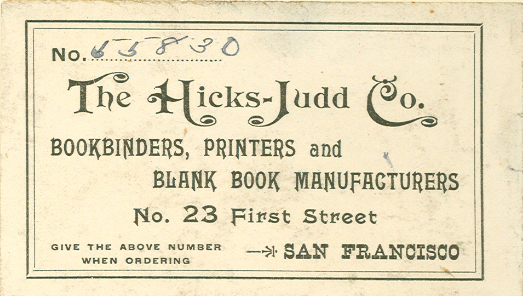 No. 55830
The Hicks-Judd Co.
BOOKBINDERS, PRINTERS and
BLANK BOOK MANUFACTURERS
No. 23 First Street
GIVE THE ABOVE NUMBER
WHEN ORDERING
SAN FRANCISCO